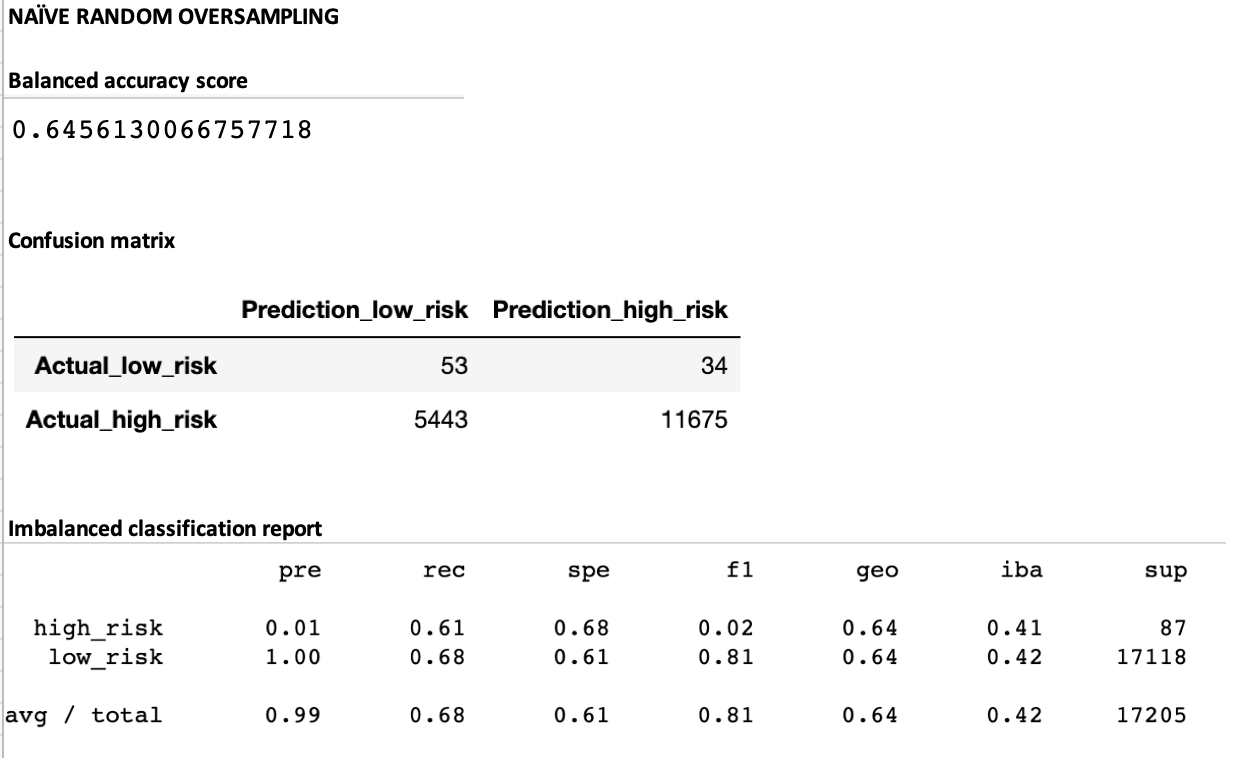 NAÏVE RANDOM OVERSAMPLING
Balanced accuracy score
0.6456130066757718
Confusion matrix
Prediction_low_risk Prediction_high_risk
Actual_low_risk 53 34
Actual_high_risk 5443 11675
Imbalanced classification report
pre rec spe f1 geo iba sup
high_risk 0.01 0.61 0.68 0.02 0.64 0.41 87
low_risk 1.00 0.68 0.61 0.81 0.64 0.42 17118
avg / total 0.99 0.68 0.61 0.81 0.64 0.42 17205